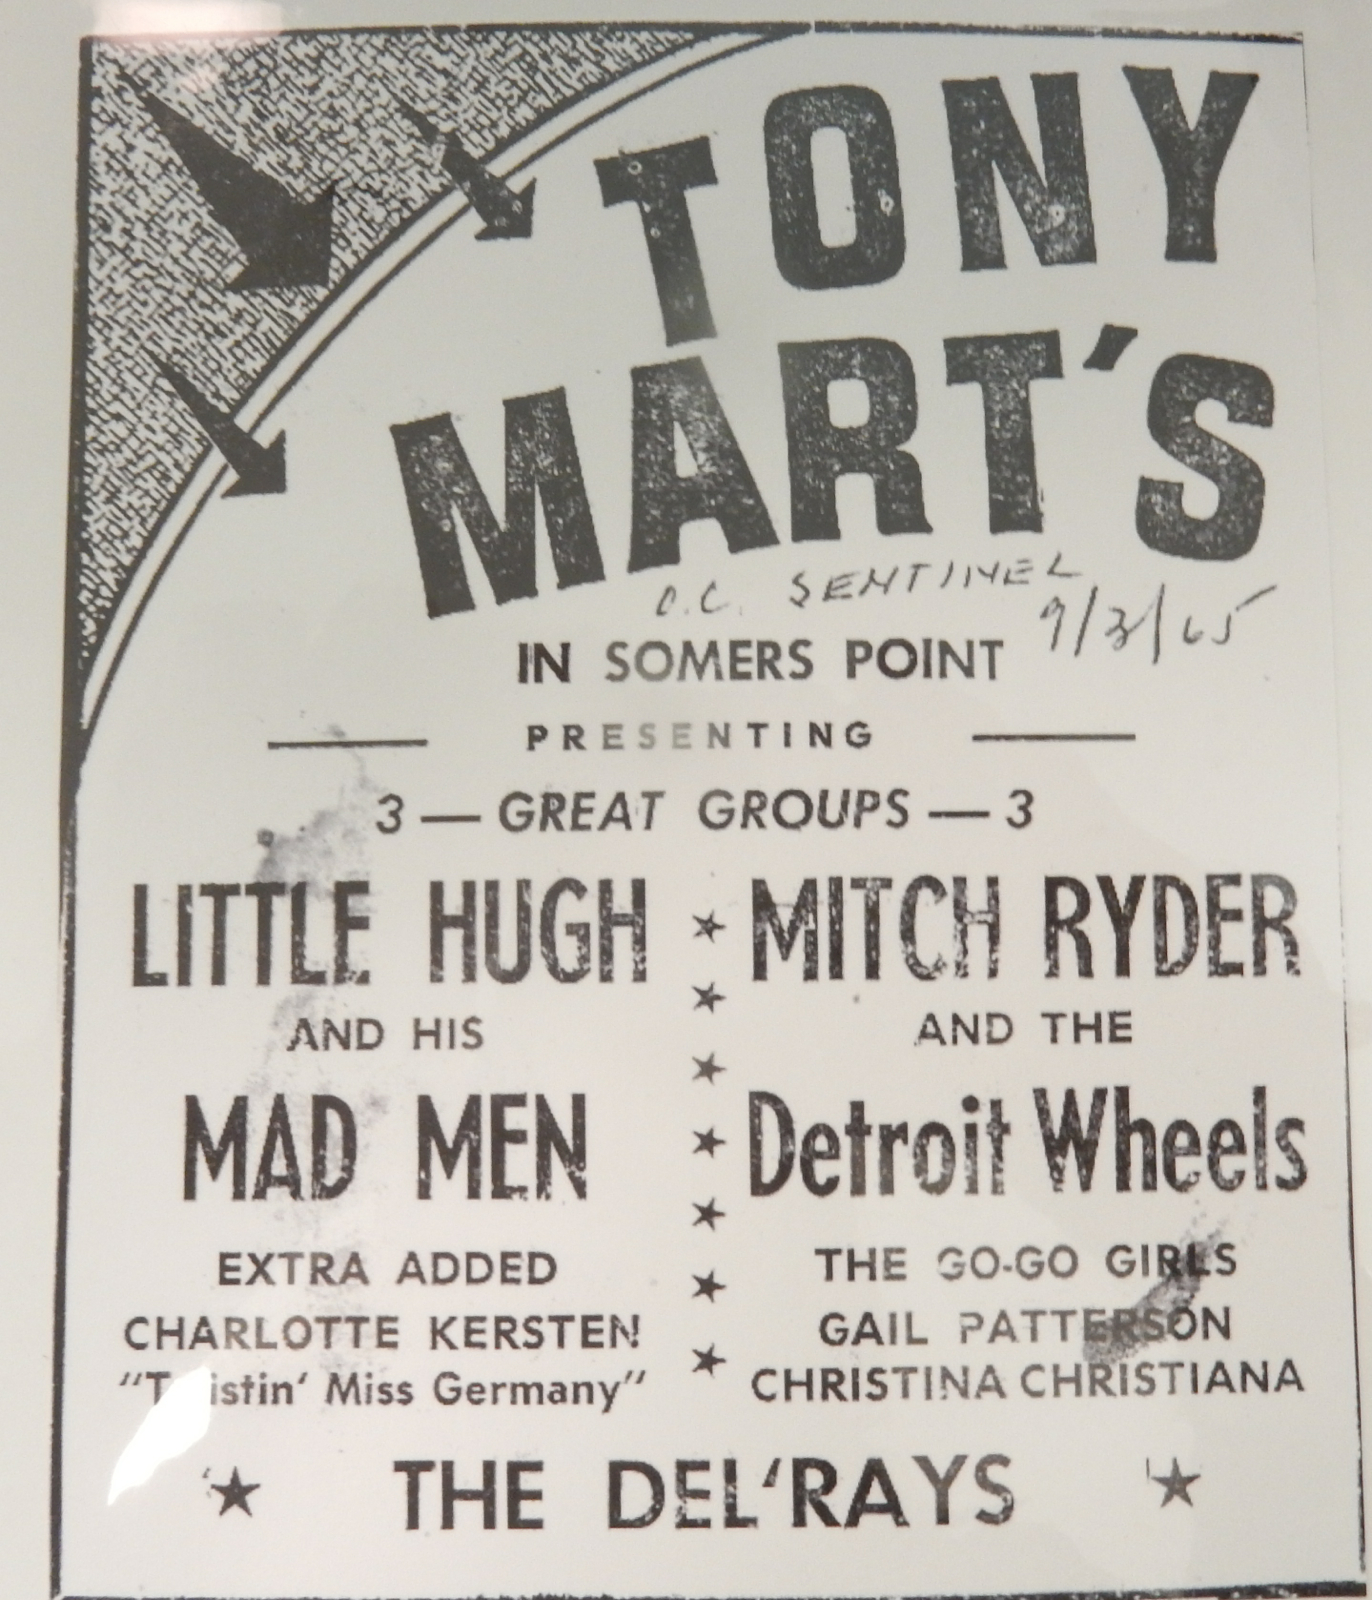 TONY
MART'S
O.C. SENTINEL
9/3/65
IN SOMERS POINT
PRESENTING
3 — GREAT GROUPS — 3
LITTLE HUGH
AND HIS
MAD MEN
EXTRA ADDED
CHARLOTTE KERSTEN
"T istin' Miss Germany"
MITCH RYDER
AND THE
Detroit Wheels
THE GO-GO GIRLS
GAIL PATTERSON
CHRISTINA CHRISTIANA
THE DEL'RAYS